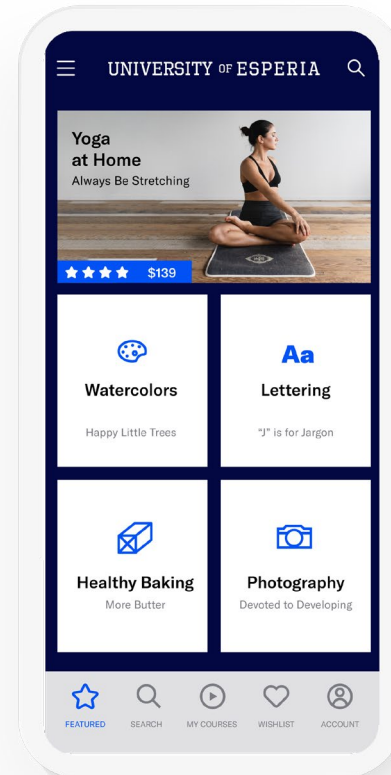 UNIVERSITY OF ESPERIA
Yoga
at Home
Always Be Stretching
$139
Aa
Watercolors
Lettering
Happy Little Trees
“J” is for Jargon
Healthy Baking
Photography
More Butter
Devoted to Developing
FEATURED
SEARCH
MY COURSES
WISHLIST
ACCOUNT